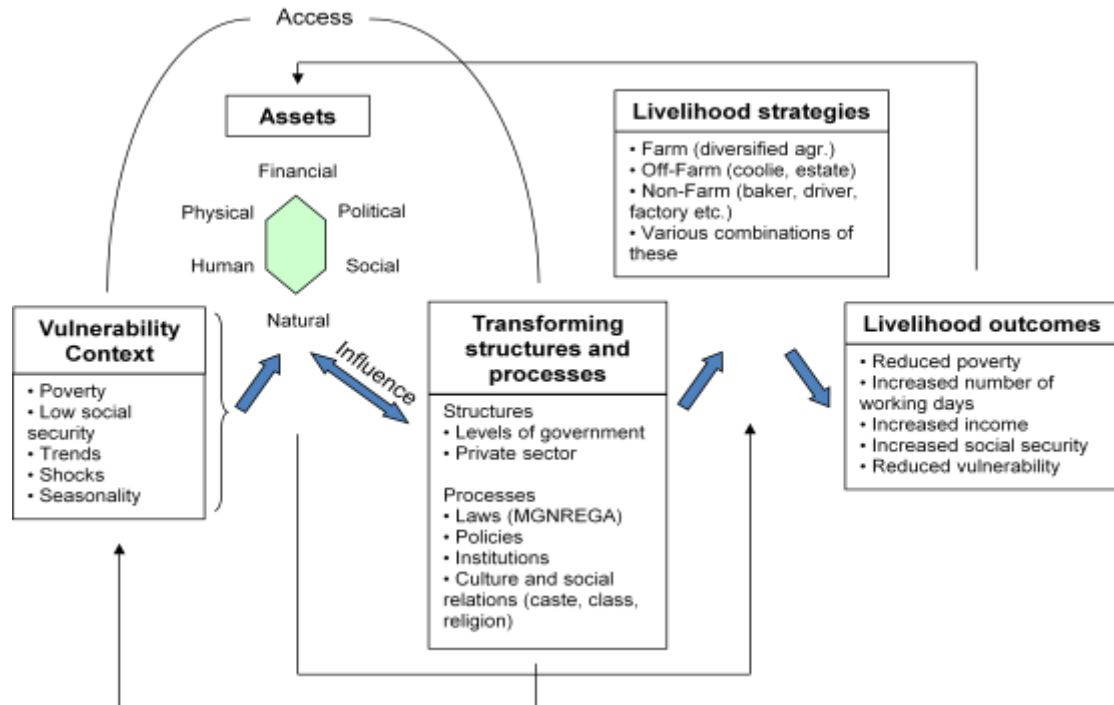 Access
Assets
Financial
Physical
Political
Human
Social
Natural
Influence
Vulnerability
Context
• Poverty
• Low social
security
• Trends
• Shocks
• Seasonality
Transforming
structures and
processes
Structures
• Levels of government
• Private sector
Processes
• Laws (MGNREGA)
• Policies
• Institutions
• Culture and social
relations (caste, class,
religion)
Livelihood strategies
• Farm (diversified agr.)
• Off-Farm (coolie, estate)
• Non-Farm (baker, driver,
factory etc.)
• Various combinations of
these
Livelihood outcomes
• Reduced poverty
• Increased number of
working days
• Increased income
• Increased social security
• Reduced vulnerability